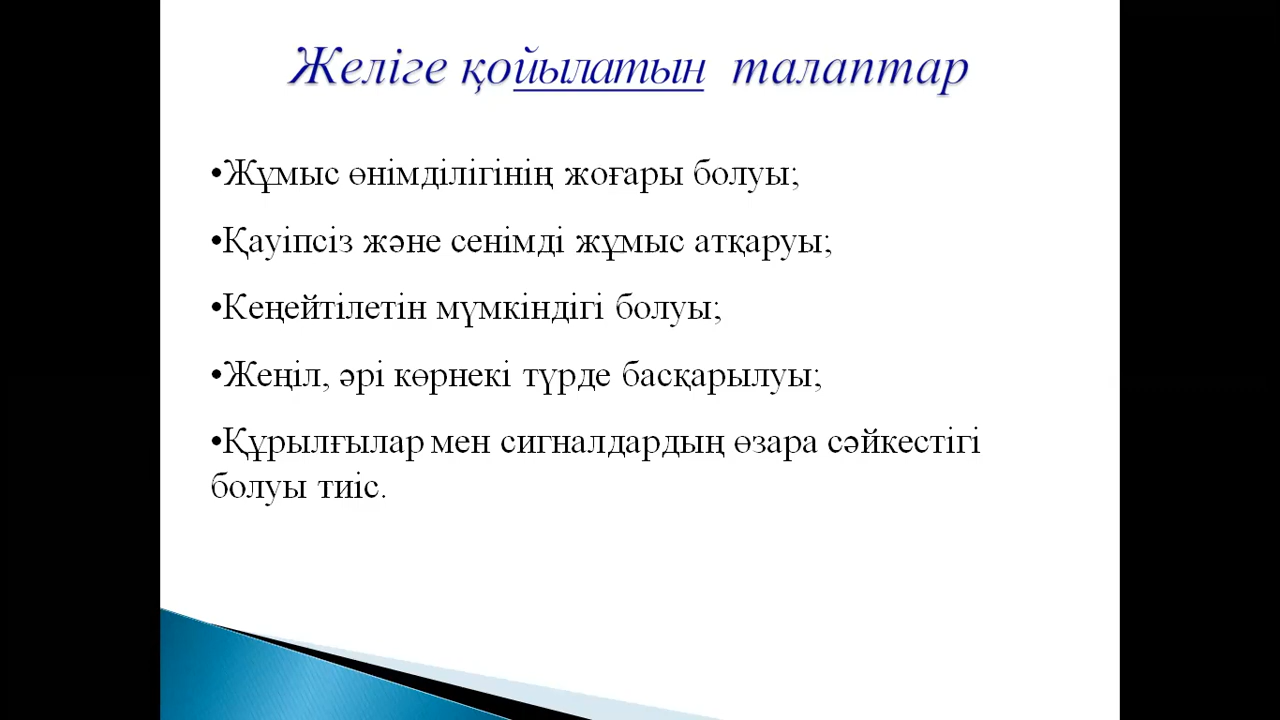 Желіге қойылатын талаптар
•Жұмыс өнімділігінің жоғары болуы;
•Қауіпсіз және сенімді жұмыс атқаруы;
•Кеңейтілетін мүмкіндігі болуы;
•Жеңіл, әрі көрнекі түрде басқарылуы;
•Құрылғылар мен сигналдардың өзара сәйкестігі
болуы тиіс.